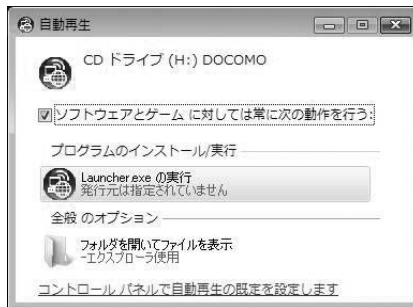 自動再生
CD ドライブ (H:) DOCOMO
ソフトウェアとゲーム に対しては常に次の動作を行う:
プログラムのインストール/実行
Launcher.exe の実行
発行元は指定されていません
全般 のオプション
フォルダを開いてファイルを表示
-エクスプローラ使用
コントロール パネルで自動再生の既定を設定します